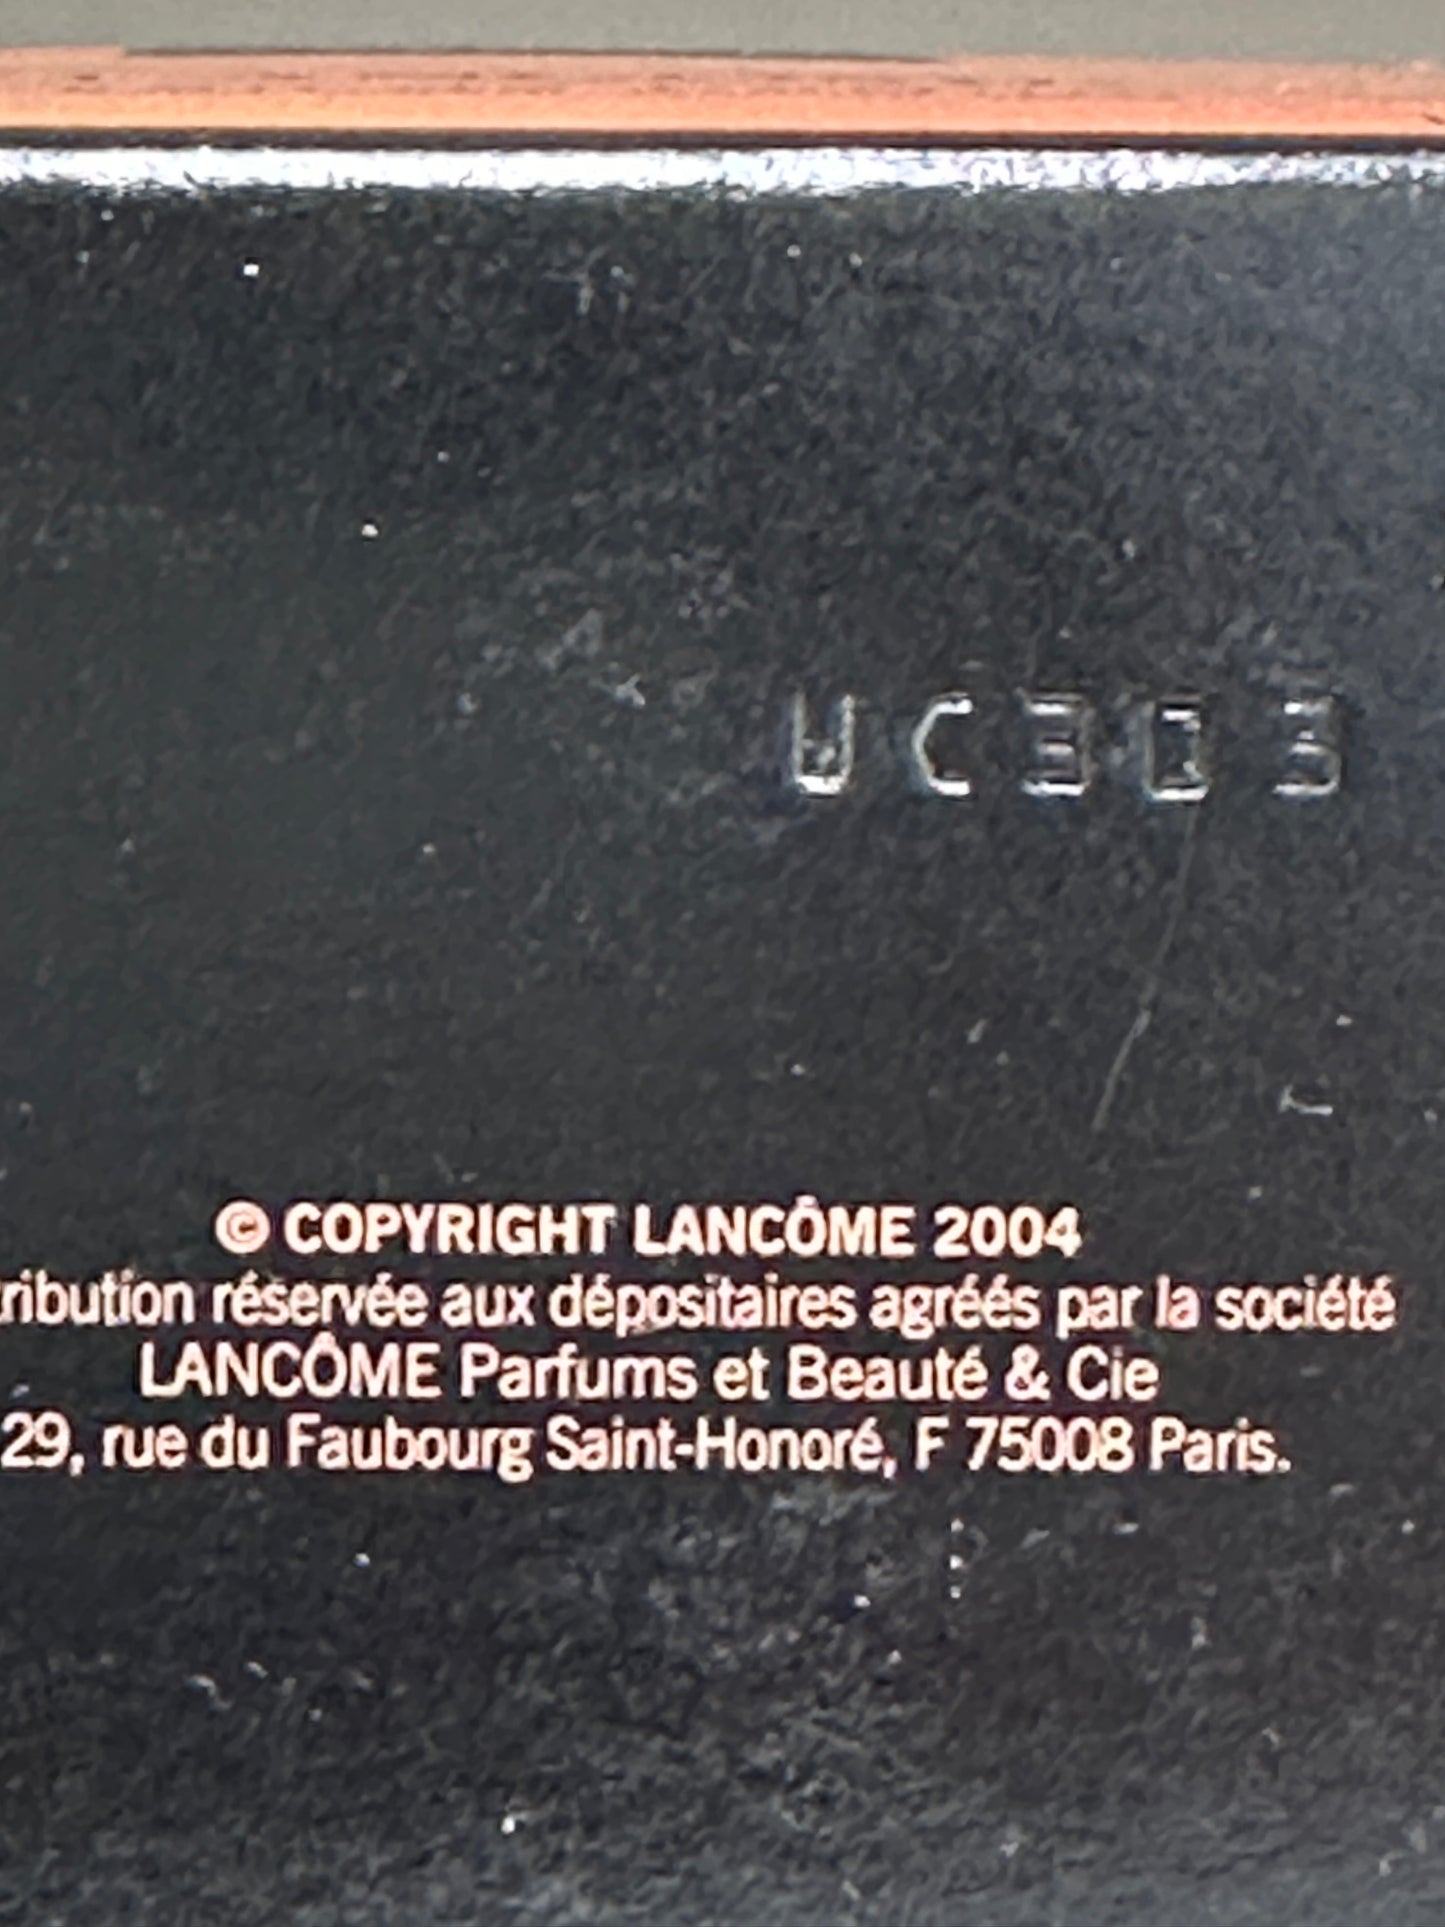 UC303
© COPYRIGHT LANCÔME 2004
tribution réservée aux dépositaires agréés par la société
LANCÔME Parfums et Beauté & Cie
29, rue du Faubourg Saint-Honoré, F 75008 Paris.